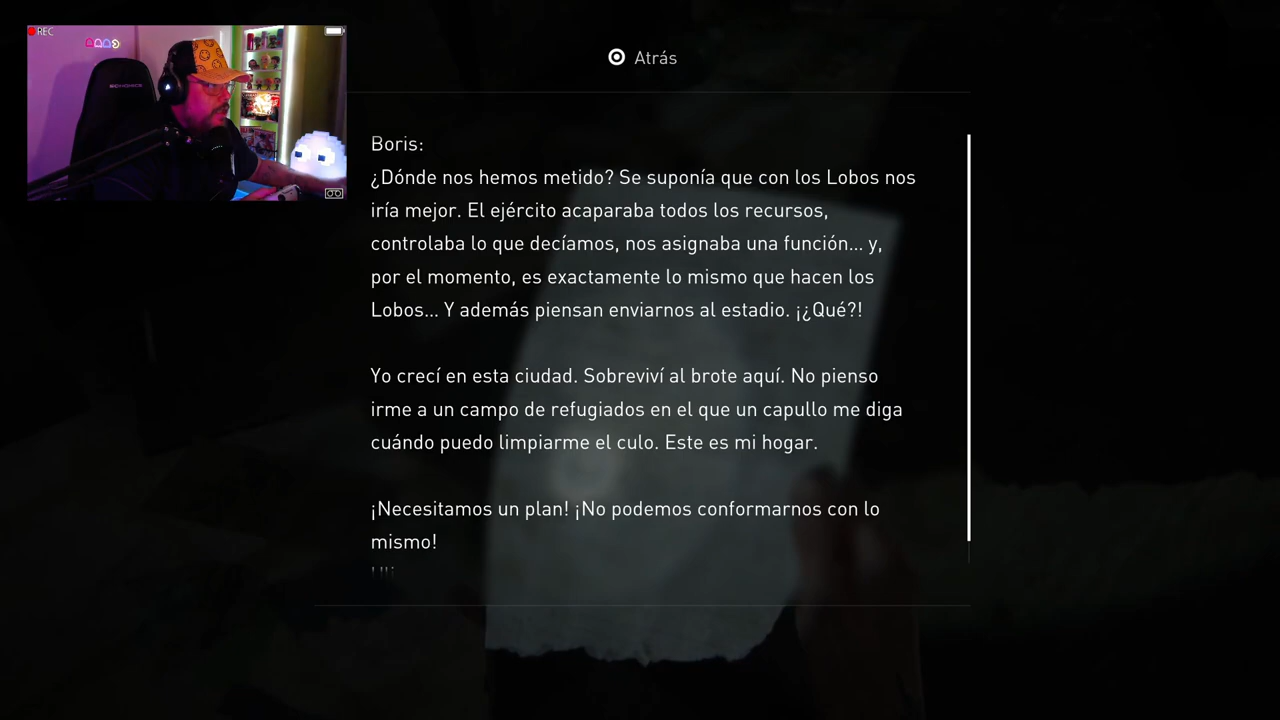 REC
Atrás
Boris:
¿Dónde nos hemos metido? Se suponía que con los Lobos nos
iría mejor. El ejército acaparaba todos los recursos,
controlaba lo que decíamos, nos asignaba una función... y,
por el momento, es exactamente lo mismo que hacen los
Lobos... Y además piensan enviarnos al estadio. ¡¿Qué?!
Yo crecí en esta ciudad. Sobreviví al brote aquí. No pienso
irme a un campo de refugiados en el que un capullo me diga
cuándo puedo limpiarme el culo. Este es mi hogar.
¡Necesitamos un plan! ¡No podemos conformarnos con lo
mismo!